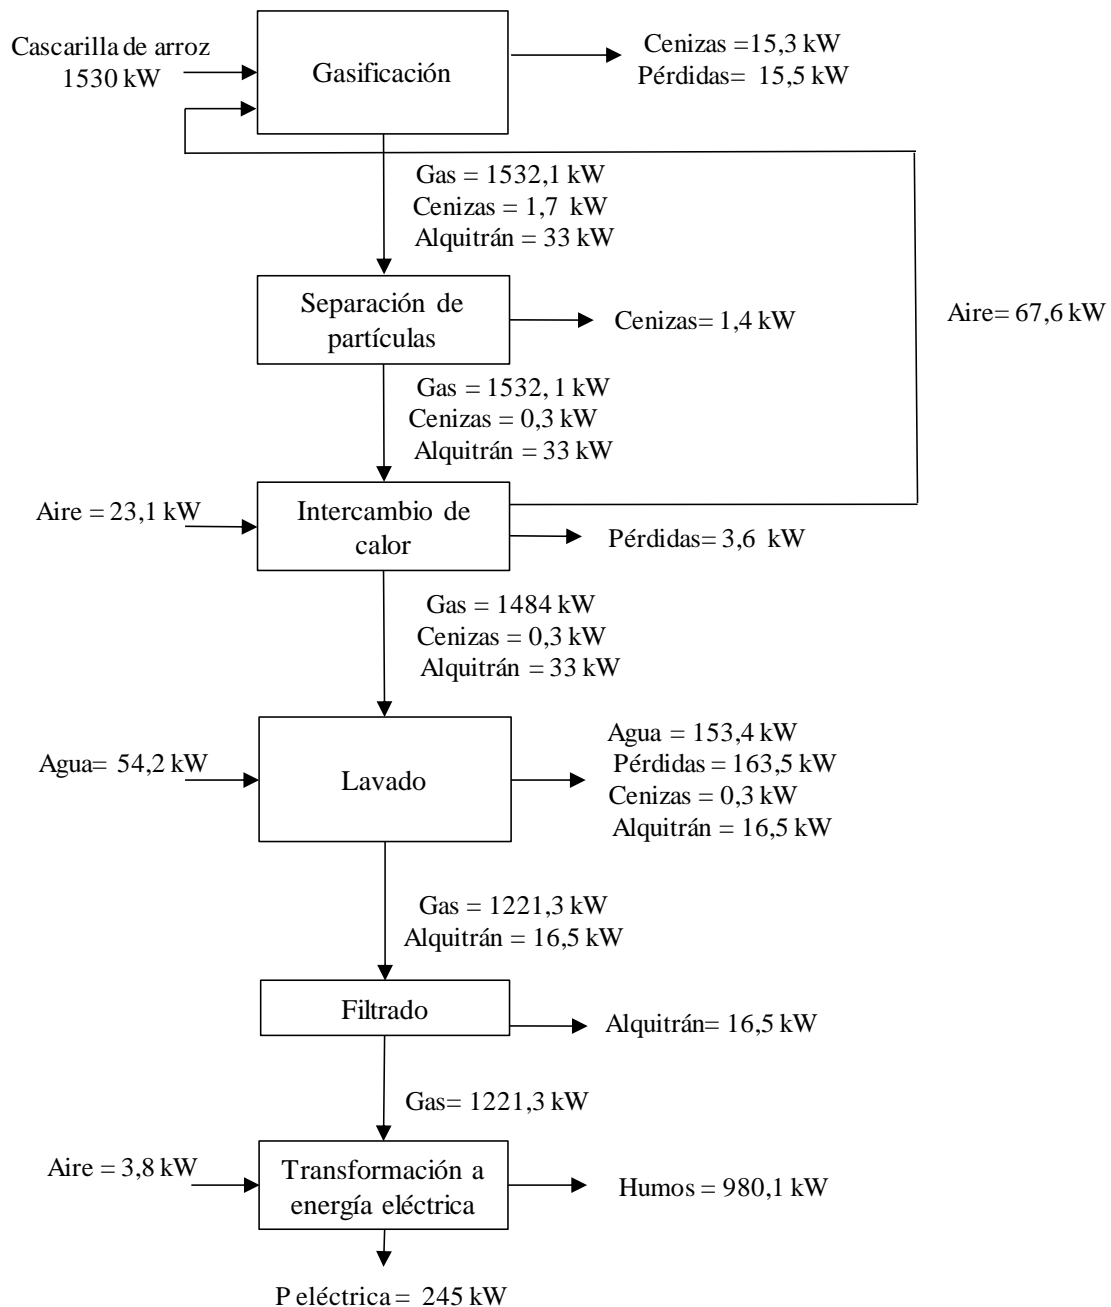 Cascarilla de arroz
1530 kW
Gasificación
Cenizas =15,3 kW
Pérdidas= 15,5 kW
Gas = 1532,1 kW
Cenizas = 1,7 kW
Alquitrán = 33 kW
Separación de
partículas
Cenizas= 1,4 kW
Aire= 67,6 kW
Gas = 1532, 1 kW
Cenizas = 0,3 kW
Alquitrán = 33 kW
Aire = 23,1 kW
Intercambio de
calor
Pérdidas= 3,6 kW
Gas = 1484 kW
Cenizas = 0,3 kW
Alquitrán = 33 kW
Agua= 54,2 kW
Lavado
Agua = 153,4 kW
Pérdidas = 163,5 kW
Cenizas = 0,3 kW
Alquitrán = 16,5 kW
Gas = 1221,3 kW
Alquitrán = 16,5 kW
Filtrado
Alquitrán= 16,5 kW
Gas= 1221,3 kW
Aire = 3,8 kW
Transformación a
energía eléctrica
Humos = 980,1 kW
P eléctrica = 245 kW